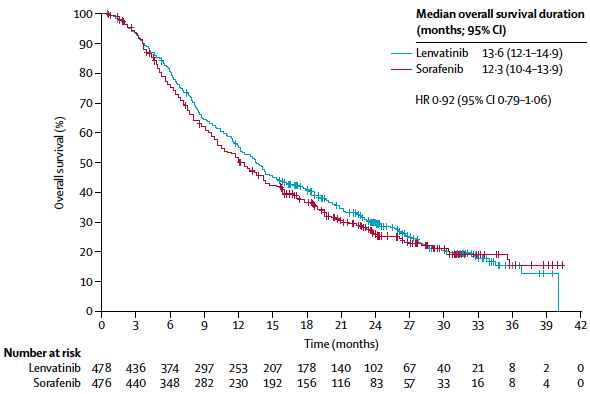 Median overall survival duration
(months; 95% CI)
Lenvatinib 13·6 (12·1–14·9)
Sorafenib 12·3 (10·4–13·9)
HR 0·92 (95% CI 0·79–1·06)
Overall survival (%)
100
90
80
70
60
50
40
30
20
10
0
0 3 6 9 12 15 18 21 24 27 30 33 36 39 42
Time (months)
Number at risk
Lenvatinib 478 436 374 297 253 207 178 140 102 67 40 21 8 2 0
Sorafenib 476 440 348 282 230 192 156 116 83 57 33 16 8 4 0